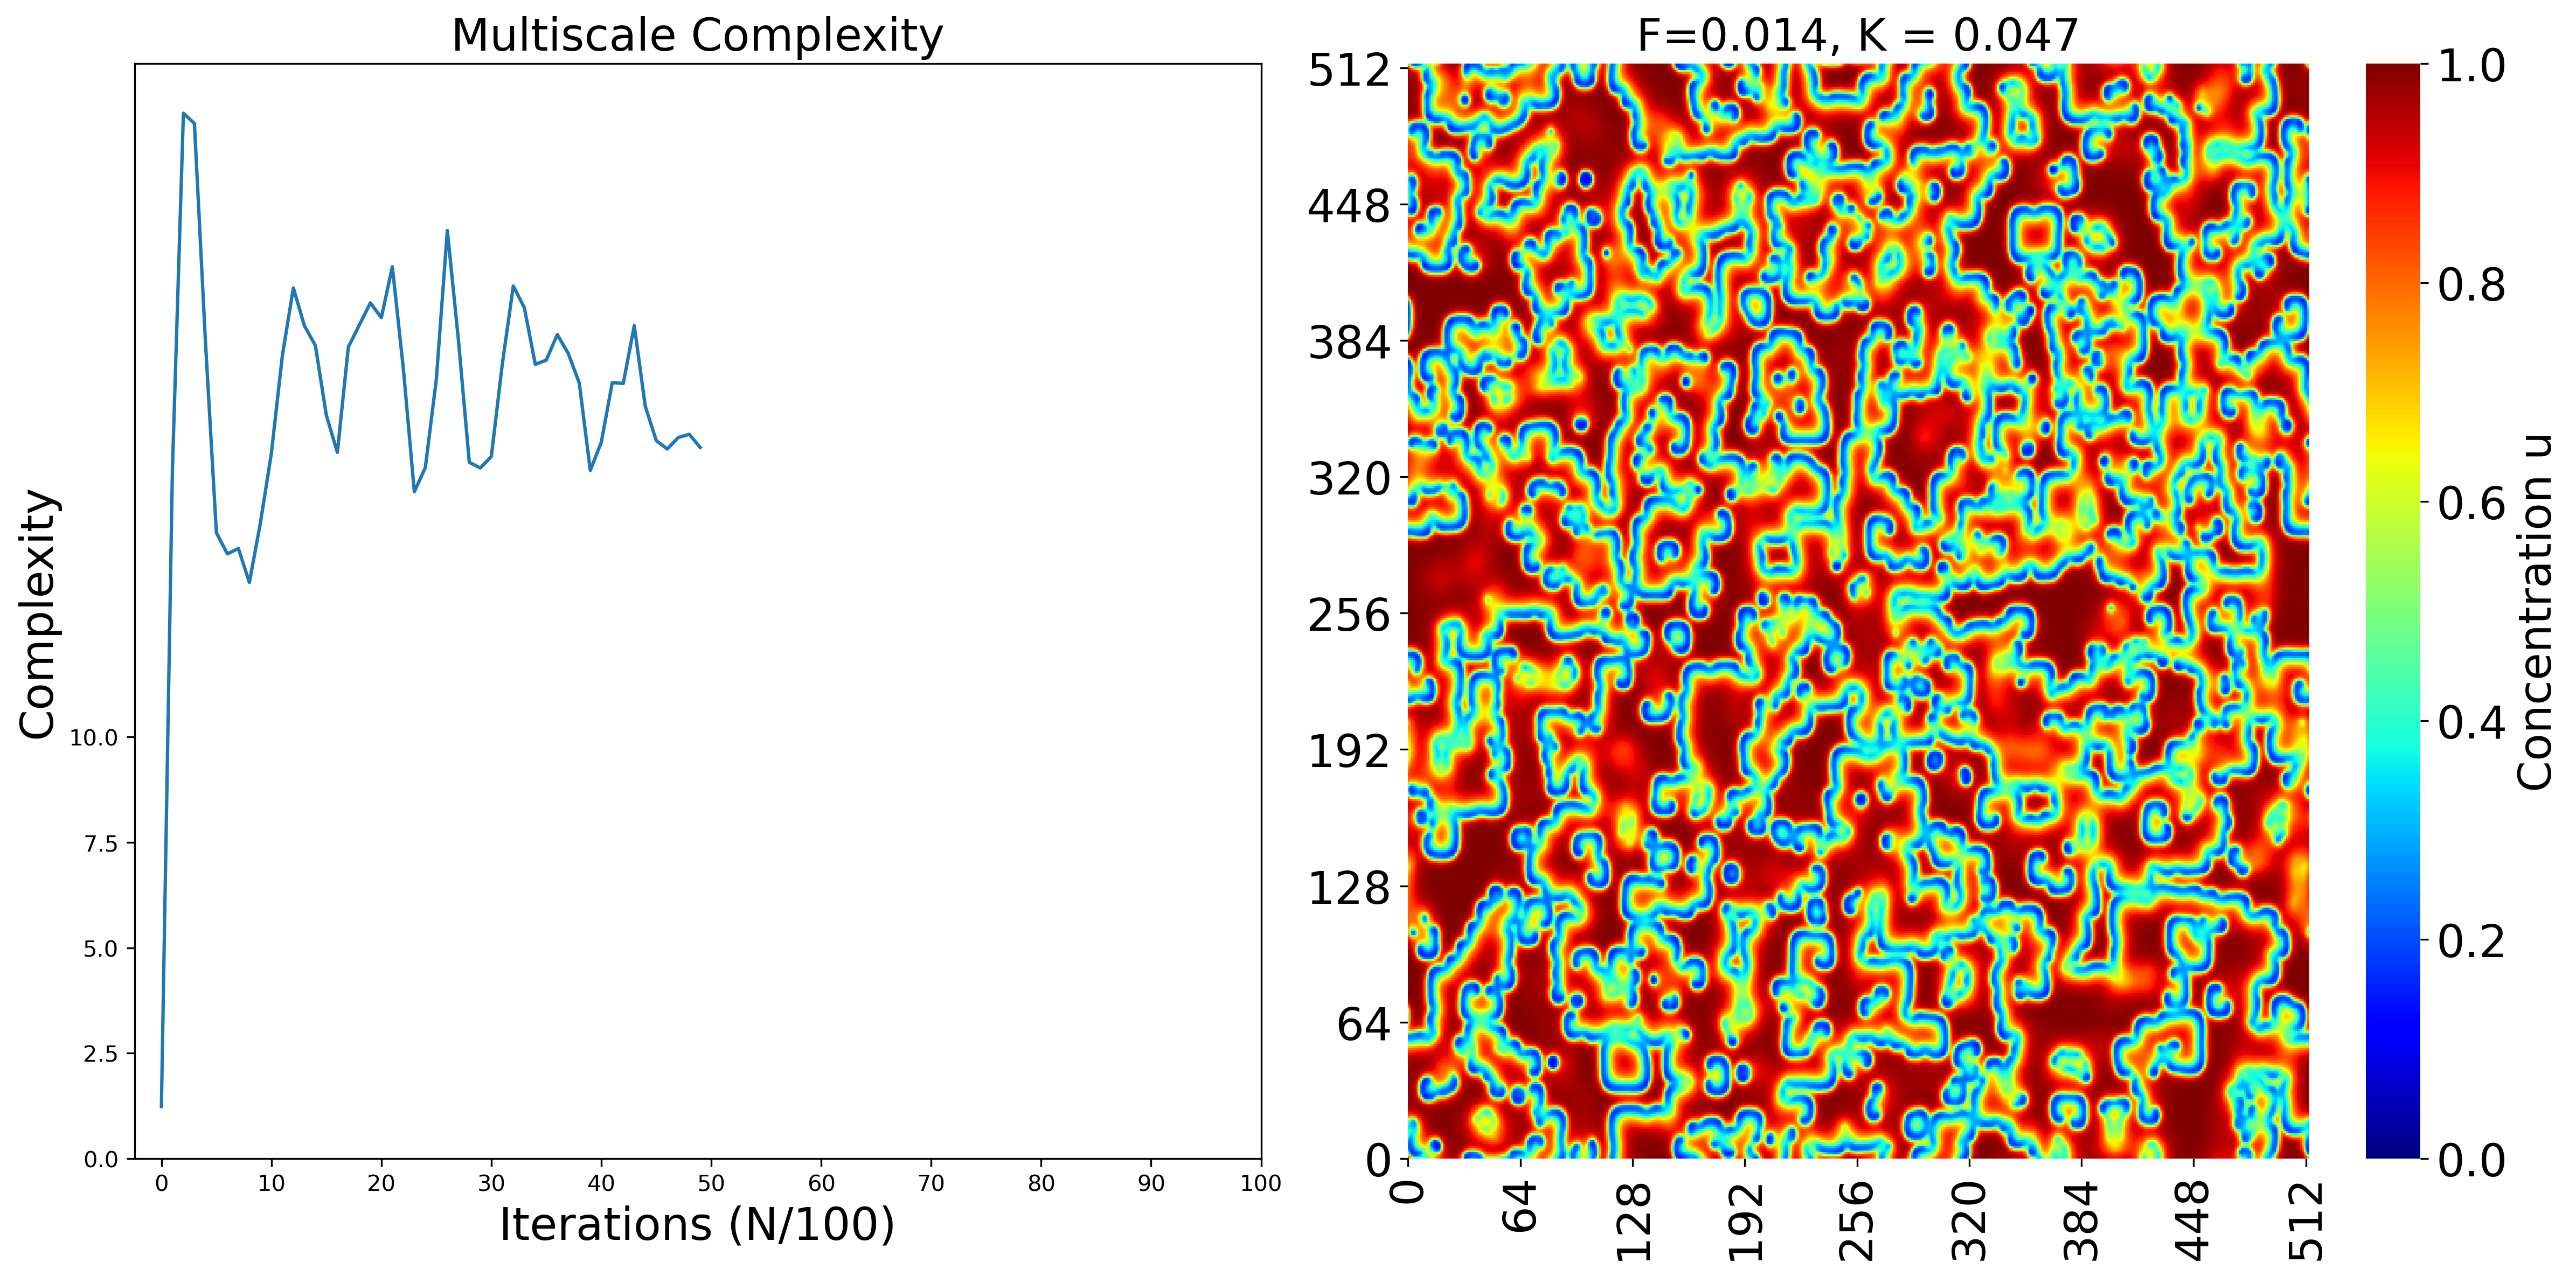 Multiscale Complexity
Complexity
10.0
7.5
5.0
2.5
0.0
0 10 20 30 40 50 60 70 80 90 100
Iterations (N/100)
F=0.014, K = 0.047
512
448
384
320
256
192
128
64
0
0 64 128 192 256 320 384 448 512
1.0
0.8
0.6
0.4
0.2
0.0
Concentration u